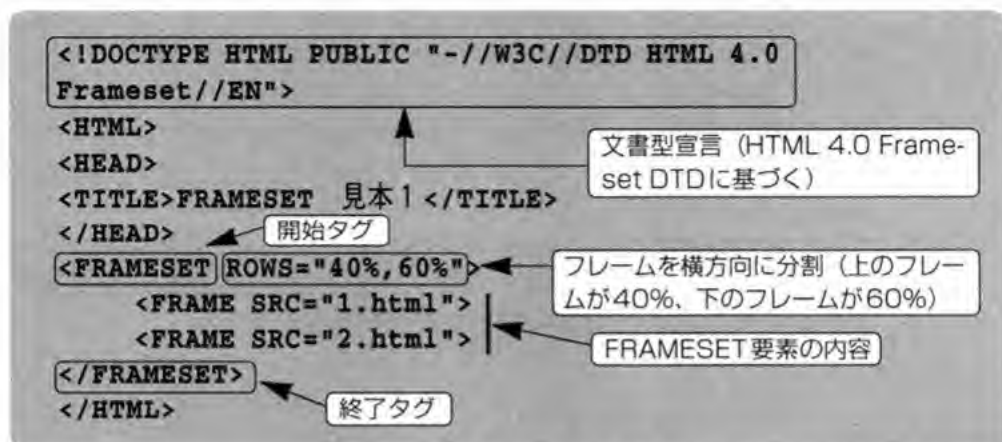 <!DOCTYPE HTML PUBLIC "-//W3C//DTD HTML 4.0
Frameset//EN">
<HTML>
文書型宣言（HTML 4.0 Frame-
set DTDに基づく）
<HEAD>
<TITLE>FRAMESET　見本1</TITLE>
</HEAD>
開始タグ
<FRAMESET ROWS="40%,60%">
フレームを横方向に分割（上のフレー
ムが40%、下のフレームが60%）
<FRAME SRC="1.html">
<FRAME SRC="2.html">
FRAMESET要素の内容
</FRAMESET>
終了タグ
</HTML>